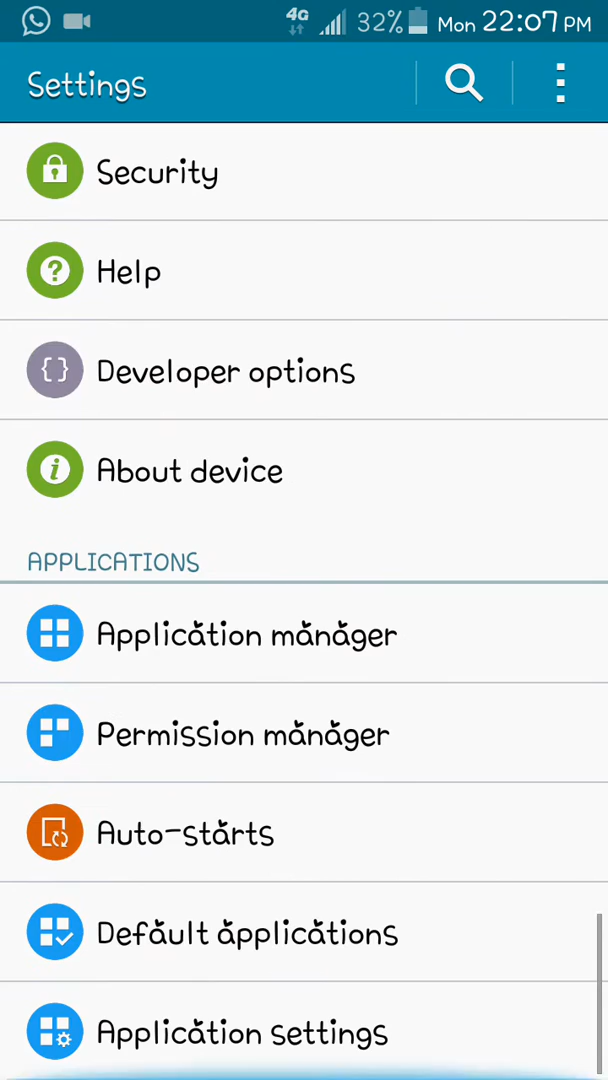 4G 32% Mon 22:07 PM
Settings
Security
Help
Developer options
About device
APPLICATIONS
Application manager
Permission manager
Auto-starts
Default applications
Application settings